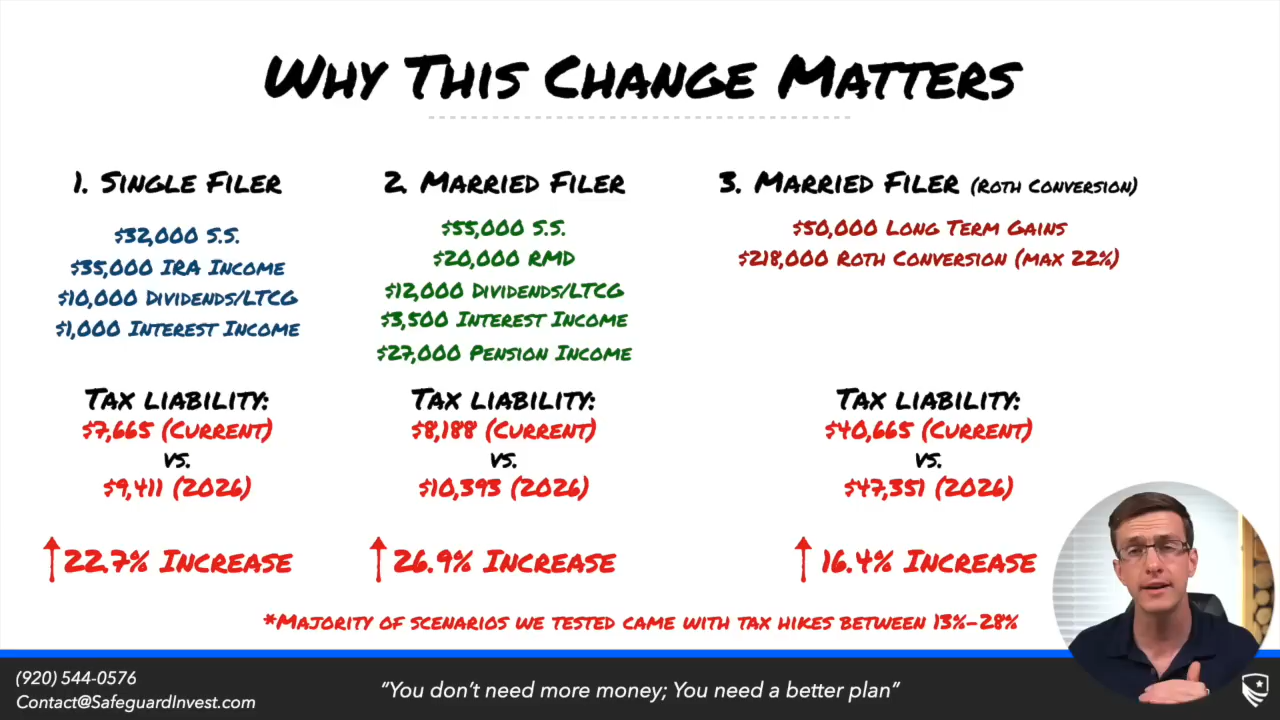 Why This Change Matters
1. Single Filer
$32,000 S.S.
$35,000 IRA Income
$10,000 Dividends/LTCG
$1,000 Interest Income
Tax liability:
$7,665 (Current)
vs.
$9,411 (2026)
22.7% Increase
2. Married Filer
$55,000 S.S.
$20,000 RMD
$12,000 Dividends/LTCG
$3,500 Interest Income
$27,000 Pension Income
Tax liability:
$8,188 (Current)
vs.
$10,393 (2026)
26.9% Increase
3. Married Filer (Roth Conversion)
$50,000 Long Term Gains
$218,000 Roth Conversion (max 22%)
Tax liability:
$40,665 (Current)
vs.
$47,351 (2026)
16.4% Increase
*Majority of scenarios we tested came with tax hikes between 13%-28%
(920) 544-0576
Contact@SafeguardInvest.com
"You don't need more money; You need a better plan"